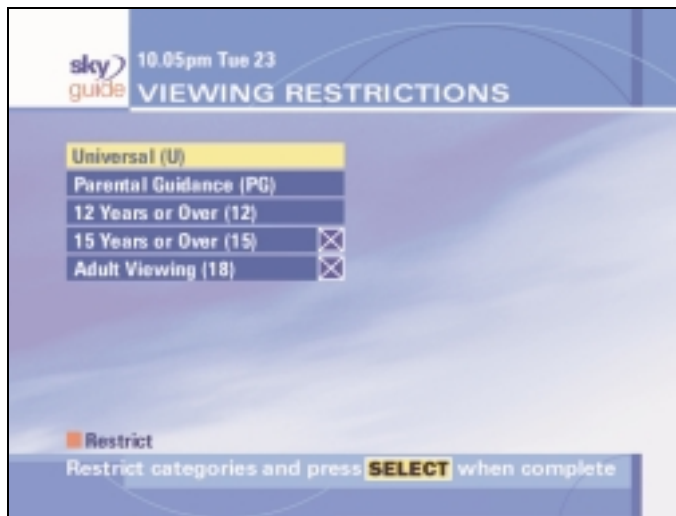 sky
guide
10.05pm Tue 23
VIEWING RESTRICTIONS
Universal (U)
Parental Guidance (PG)
12 Years or Over (12)
15 Years or Over (15)
Adult Viewing (18)
Restrict
Restrict categories and press SELECT when complete